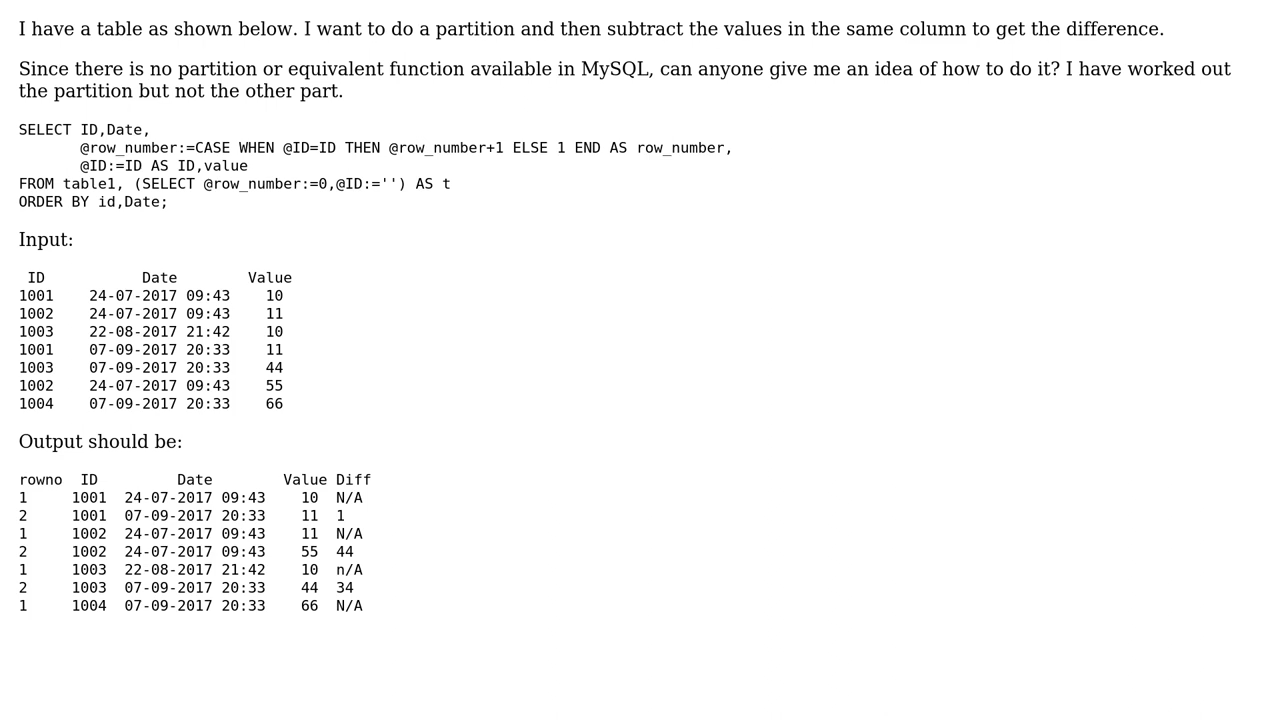 I have a table as shown below. I want to do a partition and then subtract the values in the same column to get the difference.
Since there is no partition or equivalent function available in MySQL, can anyone give me an idea of how to do it? I have worked out
the partition but not the other part.
SELECT ID,Date,
       @row_number:=CASE WHEN @ID=ID THEN @row_number+1 ELSE 1 END AS row_number,
       @ID:=ID AS ID,value
FROM table1, (SELECT @row_number:=0,@ID:='') AS t
ORDER BY id,Date;
Input:
 ID           Date        Value
1001    24-07-2017 09:43    10
1002    24-07-2017 09:43    11
1003    22-08-2017 21:42    10
1001    07-09-2017 20:33    11
1003    07-09-2017 20:33    44
1002    24-07-2017 09:43    55
1004    07-09-2017 20:33    66
Output should be:
rowno  ID         Date        Value Diff
1     1001  24-07-2017 09:43    10  N/A
2     1001  07-09-2017 20:33    11  1
1     1002  24-07-2017 09:43    11  N/A
2     1002  24-07-2017 09:43    55  44
1     1003  22-08-2017 21:42    10  n/A
2     1003  07-09-2017 20:33    44  34
1     1004  07-09-2017 20:33    66  N/A